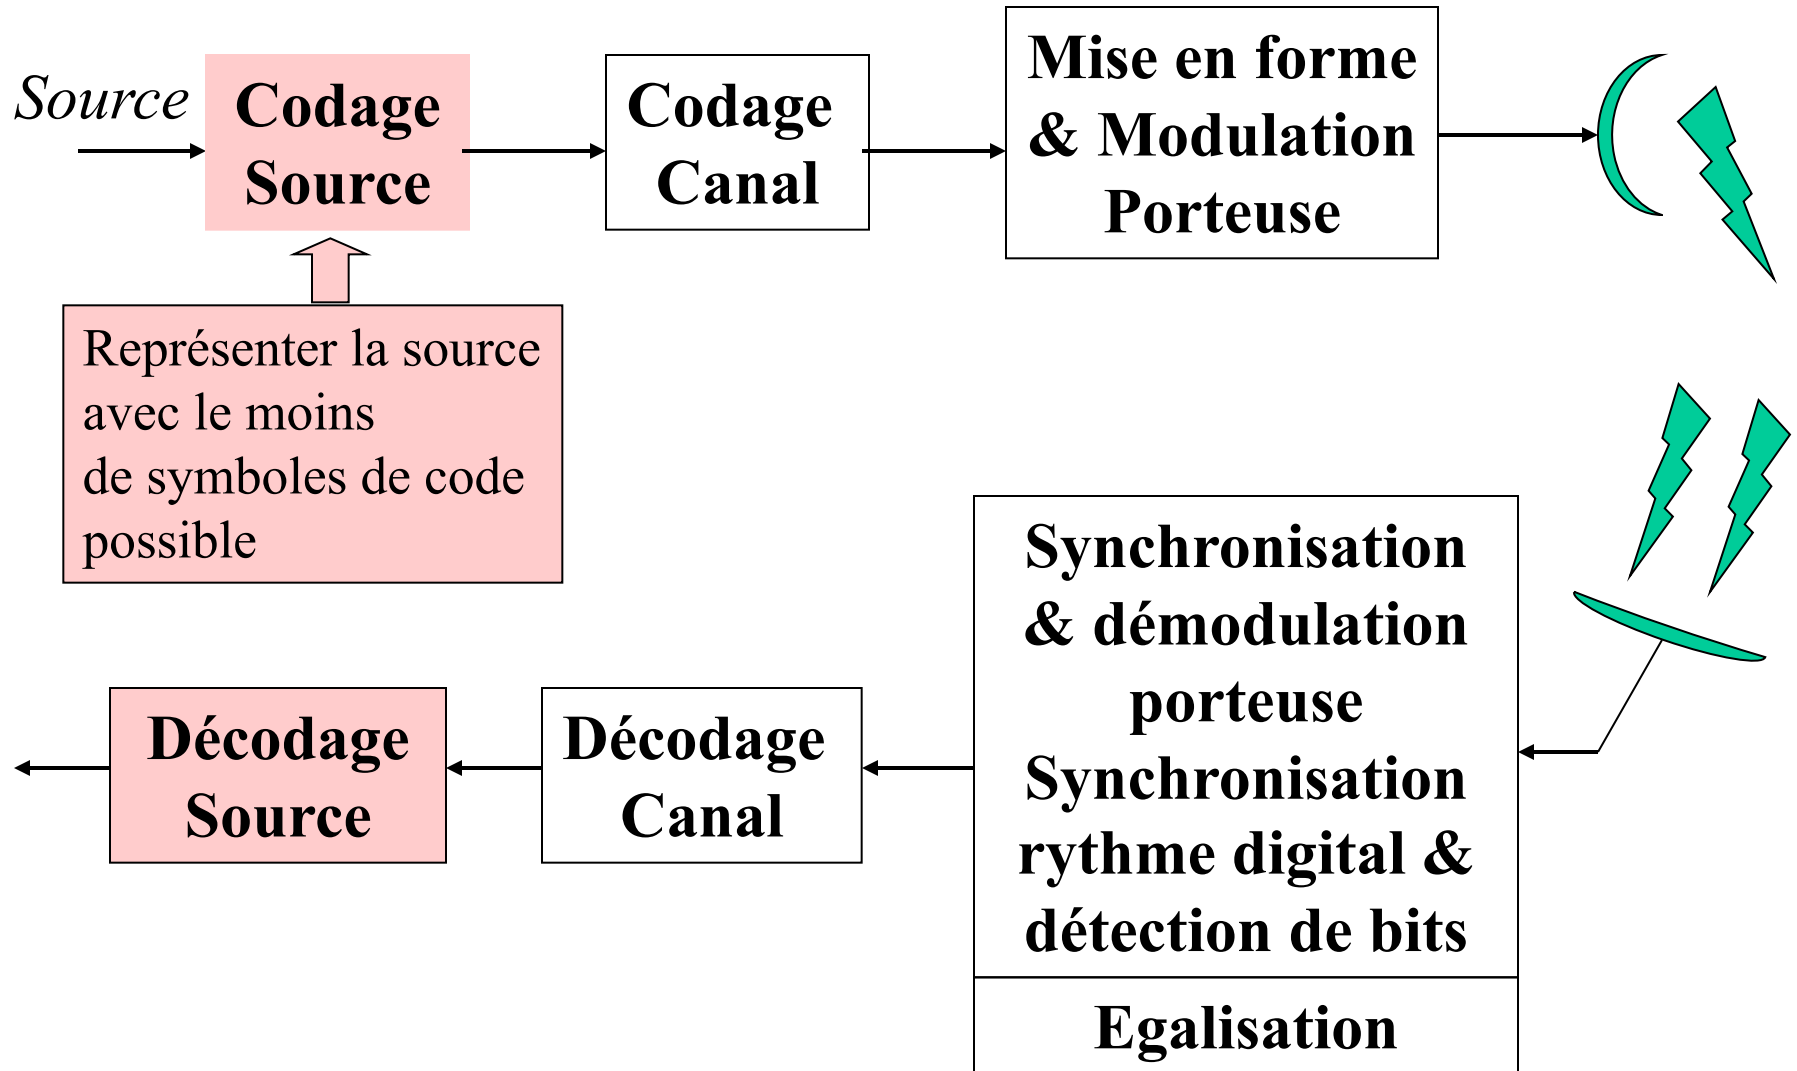 Source
Codage
Source
Codage
Canal
Mise en forme
& Modulation
Porteuse
Représenter la source
avec le moins
de symboles de code
possible
Synchronisation
& démodulation
porteuse
Synchronisation
rythme digital &
détection de bits
Egalisation
Décodage
Canal
Décodage
Source